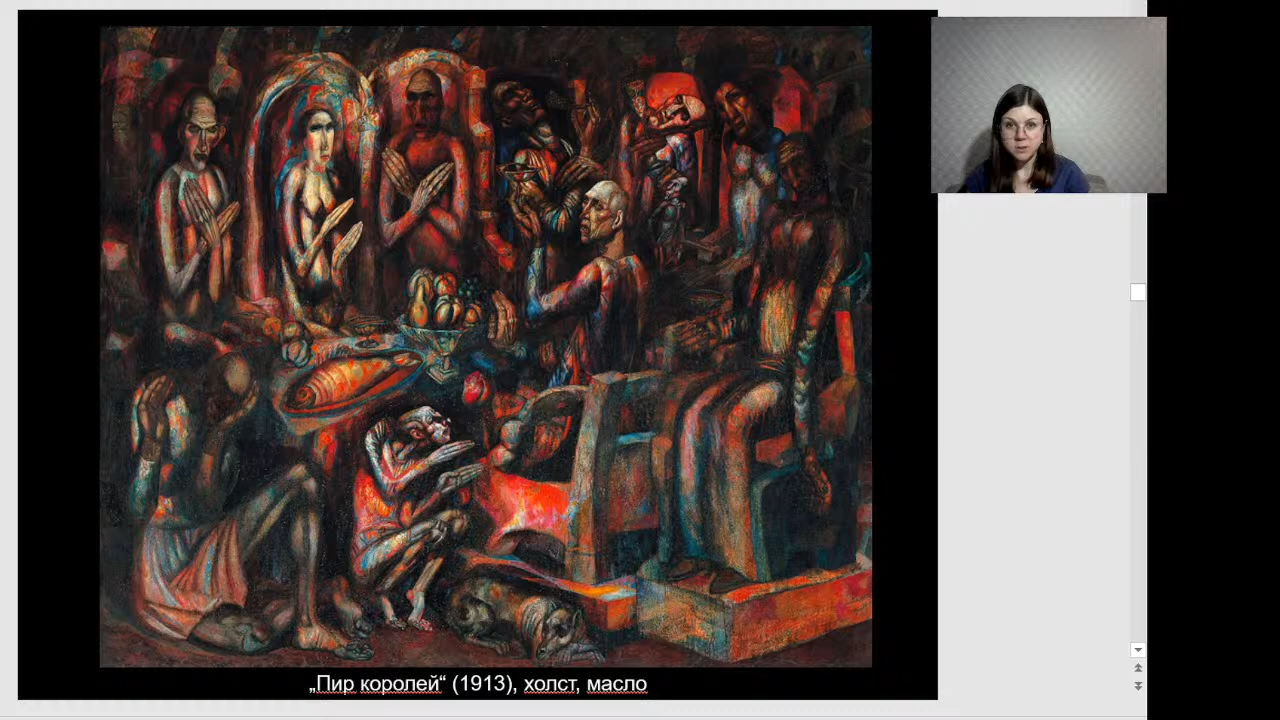 „Пир королей“ (1913), холст, масло